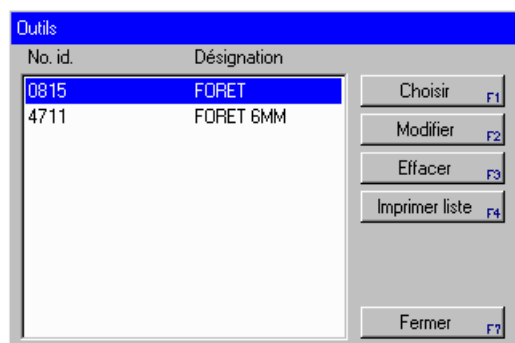 Outils
No. id. Désignation
0815 FORET
4711 FORET 6MM
Choisir F1
Modifier F2
Effacer F3
Imprimer liste F4
Fermer F7